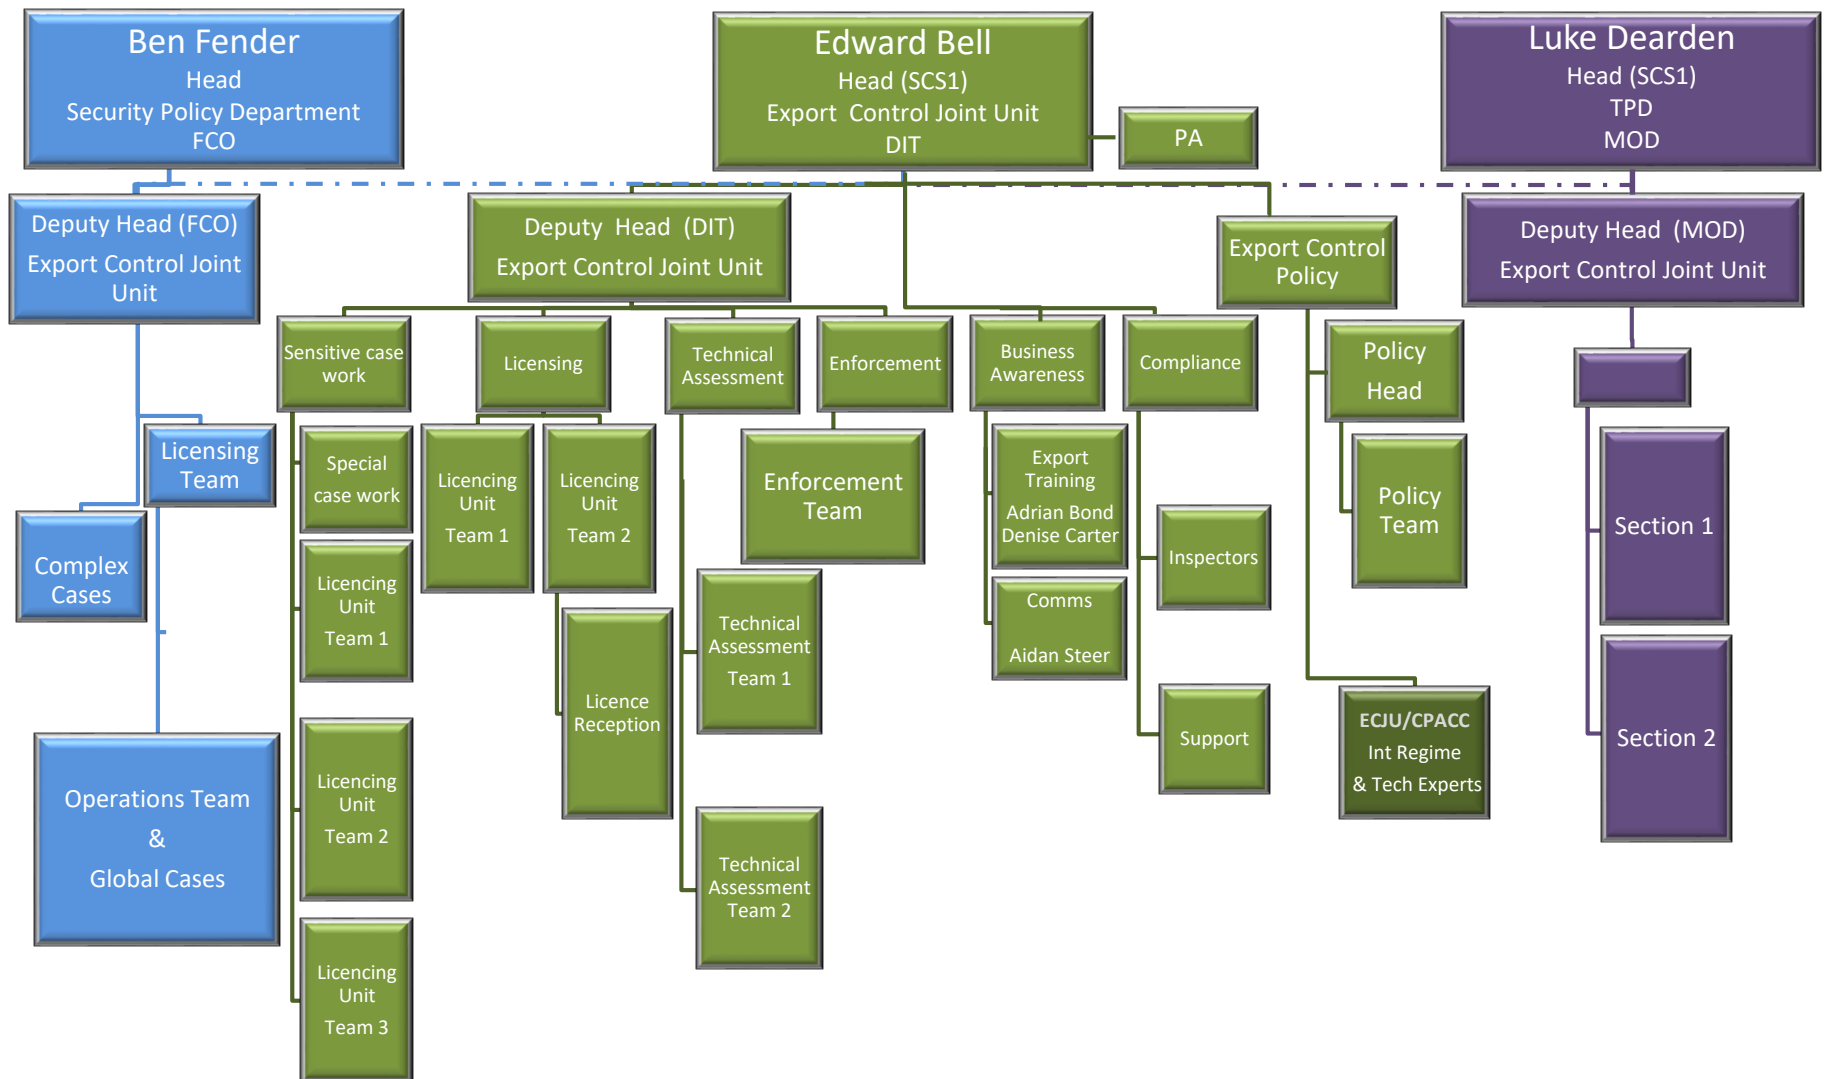 Ben Fender
Head
Security Policy Department
FCO
Edward Bell
Head (SCS1)
Export Control Joint Unit
DIT
PA
Luke Dearden
Head (SCS1)
TPD
MOD
Deputy Head (FCO)
Export Control Joint
Unit
Deputy Head (DIT)
Export Control Joint Unit
Export Control
Policy
Deputy Head (MOD)
Export Control Joint Unit
Sensitive case
work
Licensing
Technical
Assessment
Enforcement
Business
Awareness
Compliance
Policy
Head
Licensing
Team
Special
case work
Licencing
Unit
Team 1
Licencing
Unit
Team 2
Enforcement
Team
Export
Training
Adrian Bond
Denise Carter
Policy
Team
Section 1
Complex
Cases
Licencing
Unit
Team 1
Inspectors
Technical
Assessment
Team 1
Comms
Aidan Steer
Licence
Reception
Support
ECJU/CPACC
Int Regime
& Tech Experts
Section 2
Operations Team
&
Global Cases
Licencing
Unit
Team 2
Technical
Assessment
Team 2
Licencing
Unit
Team 3